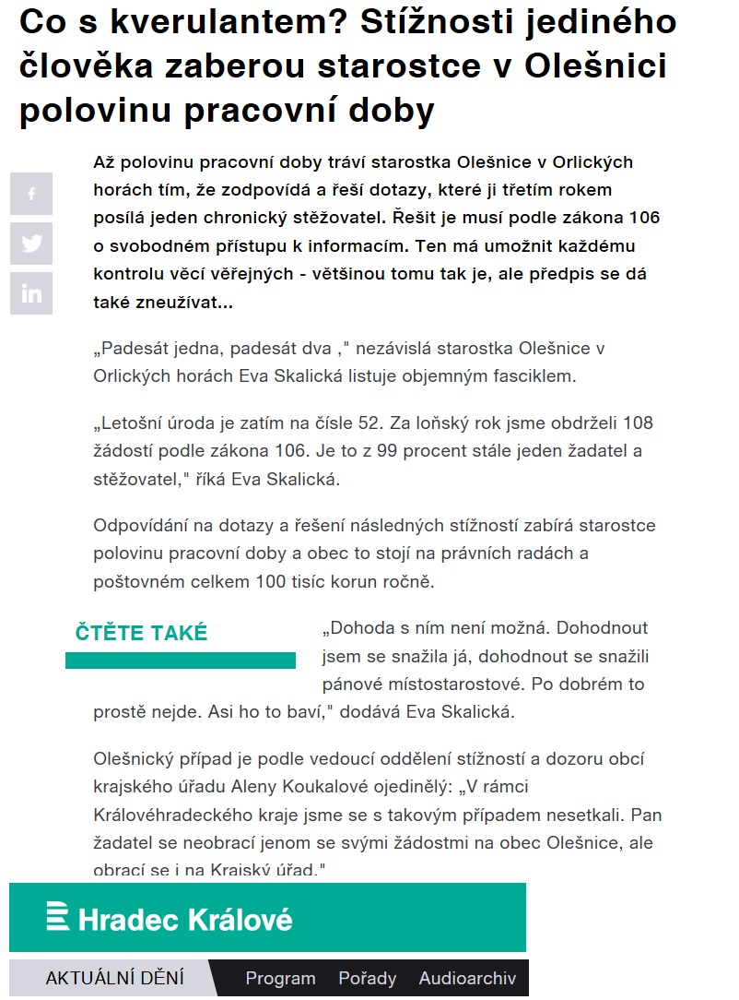 Co s kverulantem? Stížnosti jediného
člověka zaberou starostce v Olešnici
polovinu pracovní doby
Až polovinu pracovní doby tráví starostka Olešnice v Orlických
horách tím, že zodpovídá a řeší dotazy, které ji třetím rokem
posílá jeden chronický stěžovatel. Řešit je musí podle zákona 106
o svobodném přístupu k informacím. Ten má umožnit každému
kontrolu věcí věřejných - většinou tomu tak je, ale předpis se dá
také zneužívat...
„Padesát jedna, padesát dva ," nezávislá starostka Olešnice v
Orlických horách Eva Skalická listuje objemným fasciklem.
„Letošní úroda je zatím na čísle 52. Za loňský rok jsme obdrželi 108
žádostí podle zákona 106. Je to z 99 procent stále jeden žadatel a
stěžovatel," říká Eva Skalická.
Odpovídání na dotazy a řešení následných stížností zabírá starostce
polovinu pracovní doby a obec to stojí na právních radách a
poštovném celkem 100 tisíc korun ročně.
ČTĚTE TAKÉ
„Dohoda s ním není možná. Dohodnout
jsem se snažila já, dohodnout se snažili
pánové místostarostové. Po dobrém to
prostě nejde. Asi ho to baví," dodává Eva Skalická.
Olešnický případ je podle vedoucí oddělení stížností a dozoru obcí
krajského úřadu Aleny Koukalové ojedinělý: „V rámci
Královéhradeckého kraje jsme se s takovým případem nesetkali. Pan
žadatel se neobrací jenom se svými žádostmi na obec Olešnice, ale
obrací se i na Krajský úřad."
Hradec Králové
AKTUÁLNÍ DĚNÍ Program Pořady Audioarchiv